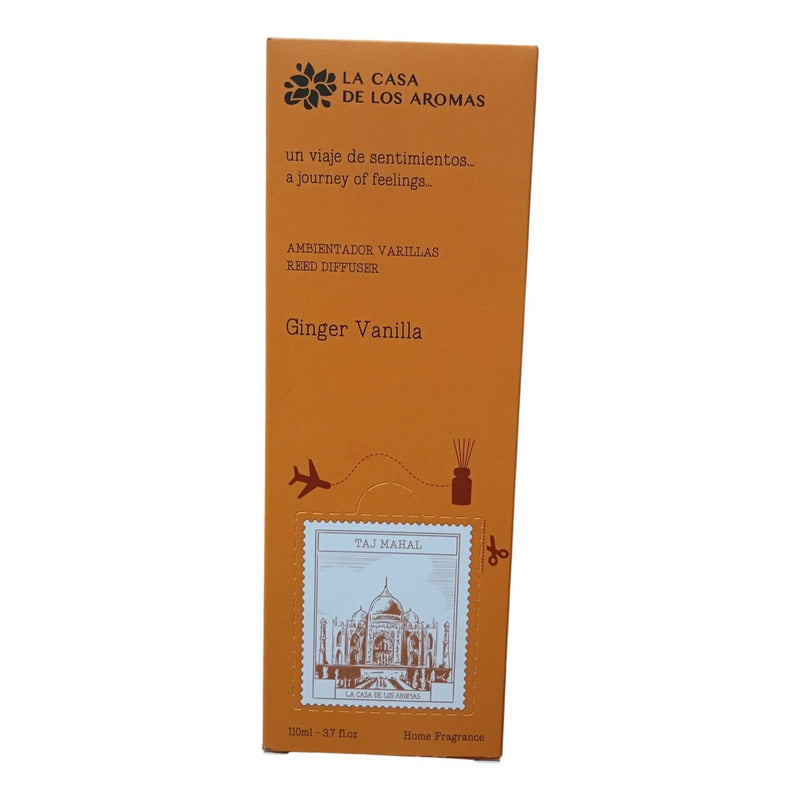 LA CASA
DE LOS AROMAS
un viaje de sentimientos...
a journey of feelings...
AMBIENTADOR VARILLAS
REED DIFFUSER
Ginger Vanilla
TAJ MAHAL
LA CASA DE LOS AROMAS
110ml - 3,7 fl.oz
Home Fragrance